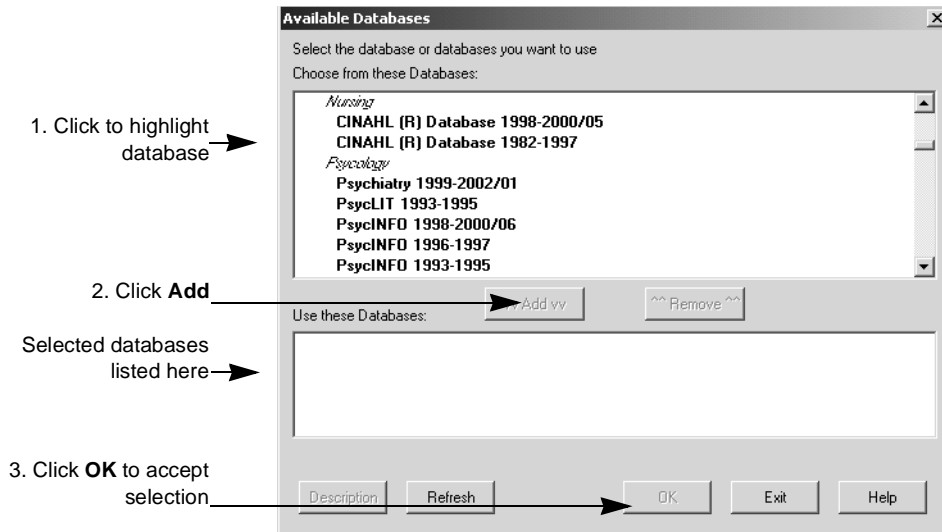 Available Databases
Select the database or databases you want to use
Choose from these Databases:
Nursing
CINAHL (R) Database 1998-2000/05
CINAHL (R) Database 1982-1997
Psycology
Psychiatry 1999-2002/01
PsycLIT 1993-1995
PsycINFO 1998-2000/06
PsycINFO 1996-1997
PsycINFO 1993-1995
1. Click to highlight
database
2. Click Add
Add vv
^^ Remove ^^
Use these Databases:
Selected databases
listed here
3. Click OK to accept
selection
Description
Refresh
OK
Exit
Help